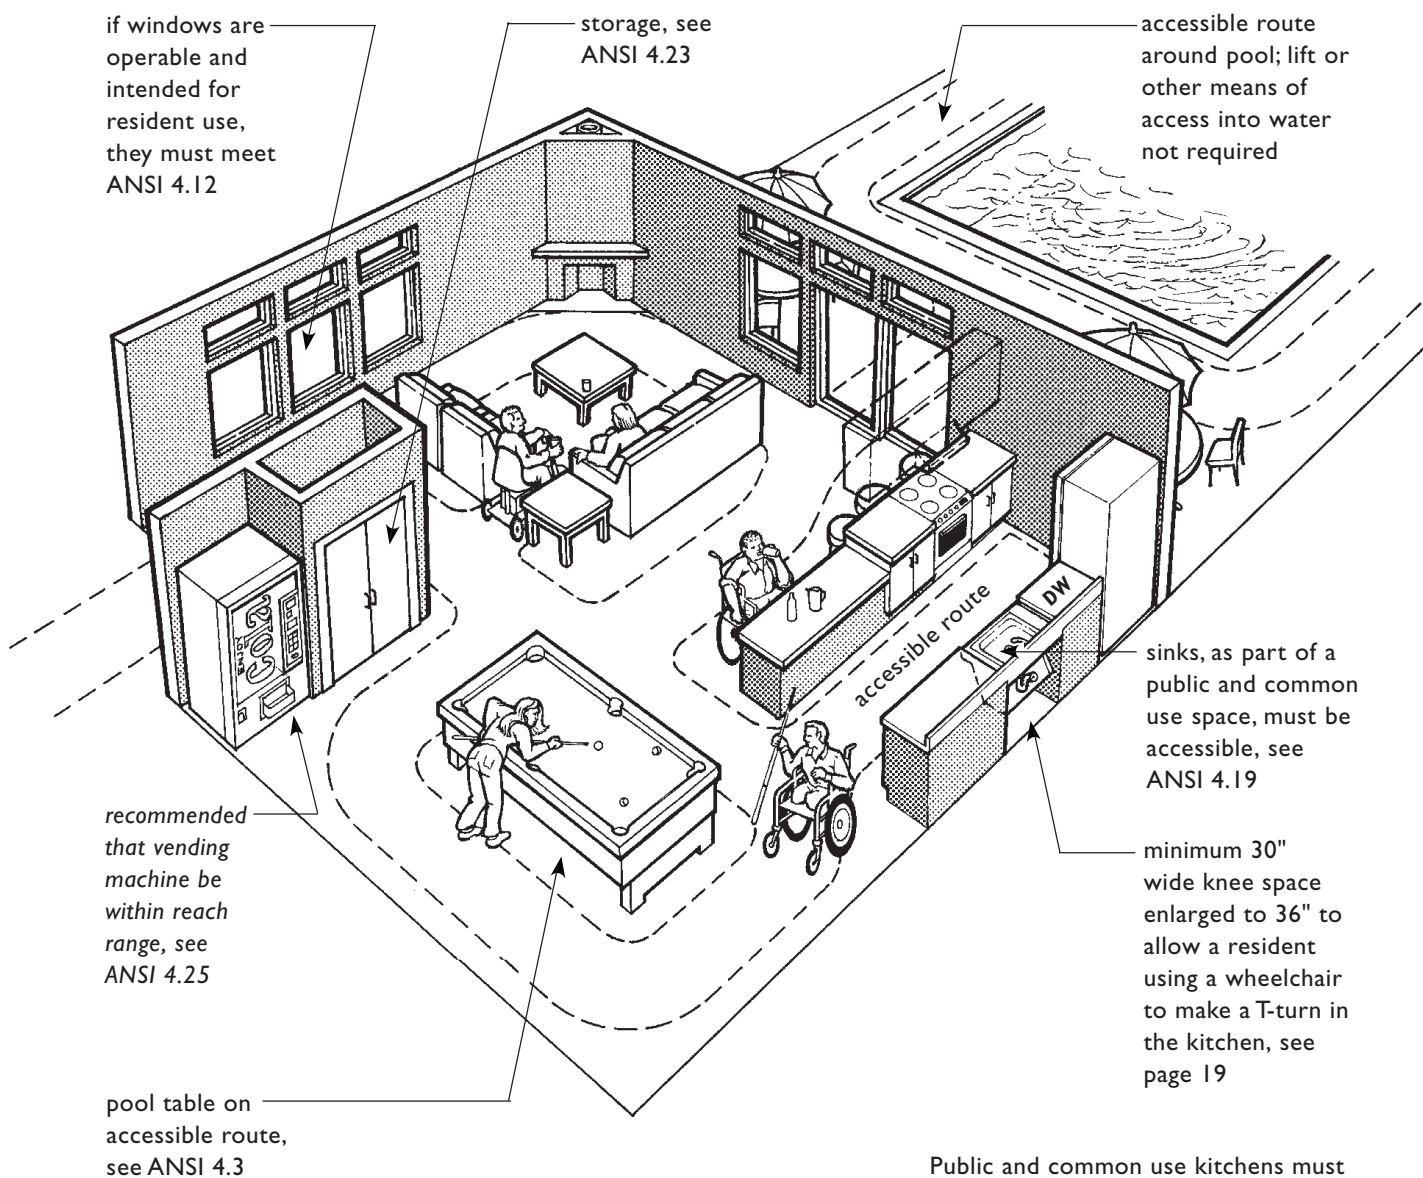 if windows are
operable and
intended for
resident use,
they must meet
ANSI 4.12
storage, see
ANSI 4.23
accessible route
around pool; lift or
other means of
access into water
not required
ENJOY
Cola
DW
accessible route
sinks, as part of a
public and common
use space, must be
accessible, see
ANSI 4.19
recommended
that vending
machine be
within reach
range, see
ANSI 4.25
minimum 30"
wide knee space
enlarged to 36" to
allow a resident
using a wheelchair
to make a T-turn in
the kitchen, see
page 19
pool table on
accessible route,
see ANSI 4.3
Public and common use kitchens must